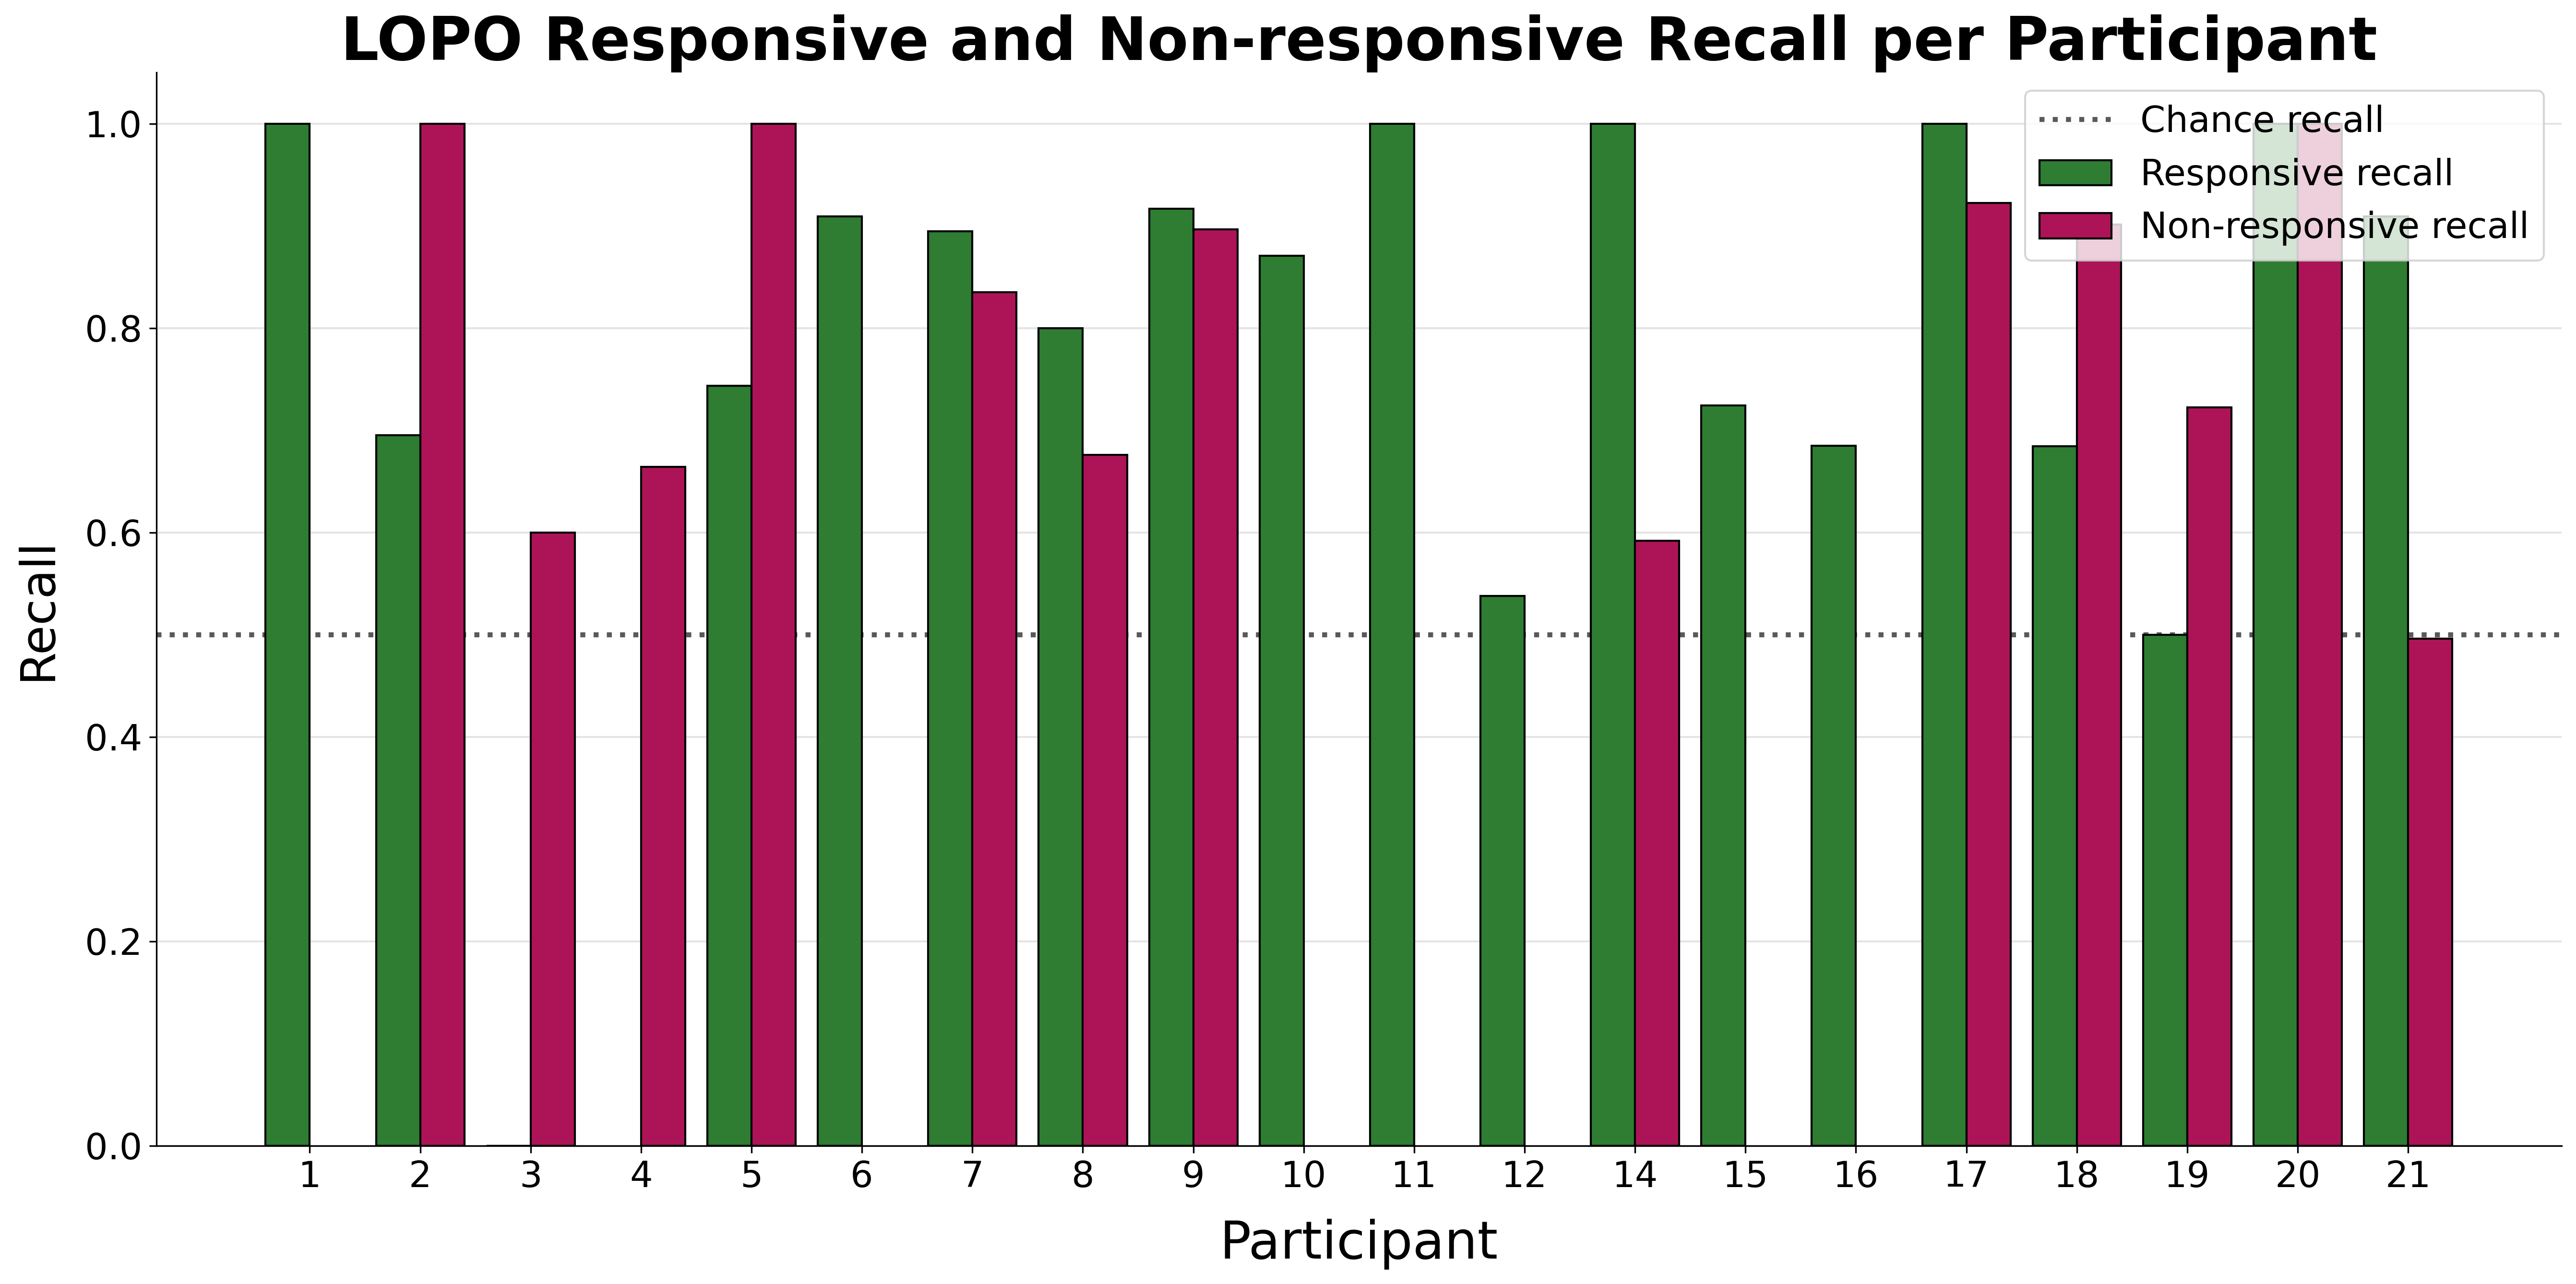 LOPO Responsive and Non-responsive Recall per Participant
Chance recall
Responsive recall
Non-responsive recall
1.0
0.8
0.6
0.4
0.2
0.0
Recall
1 2 3 4 5 6 7 8 9 10 11 12 14 15 16 17 18 19 20 21
Participant